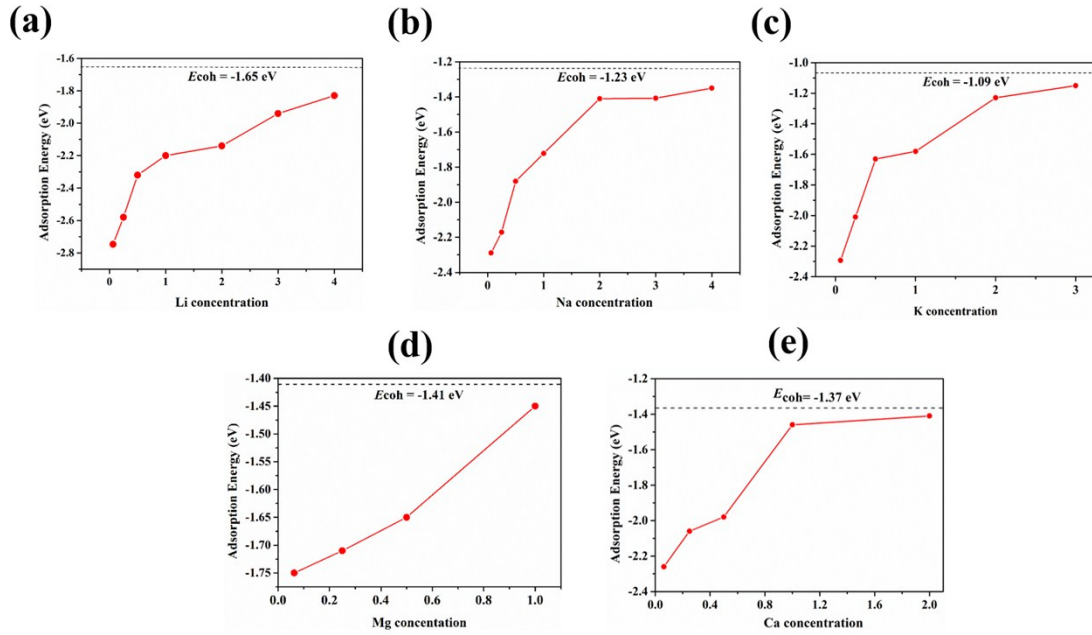 (a)
-1.6
-1.8
-2.0
-2.2
-2.4
-2.6
-2.8
Adsorption Energy (eV)
Ecoh = -1.65 eV
0 1 2 3 4
Li concentration
(b)
-1.2
-1.4
-1.6
-1.8
-2.0
-2.2
-2.4
Adsorption Energy (eV)
Ecoh = -1.23 eV
0 1 2 3 4
Na concentration
(c)
-1.0
-1.2
-1.4
-1.6
-1.8
-2.0
-2.2
-2.4
Adsorption Energy (eV)
Ecoh = -1.09 eV
0 1 2 3
K concentration
(d)
-1.40
-1.45
-1.50
-1.55
-1.60
-1.65
-1.70
-1.75
Adsorption Energy (eV)
Ecoh = -1.41 eV
0.0 0.2 0.4 0.6 0.8 1.0
Mg concentation
(e)
-1.2
-1.4
-1.6
-1.8
-2.0
-2.2
-2.4
Adsorption Energy (eV)
Ecoh= -1.37 eV
0.0 0.4 0.8 1.2 1.6 2.0
Ca concentration